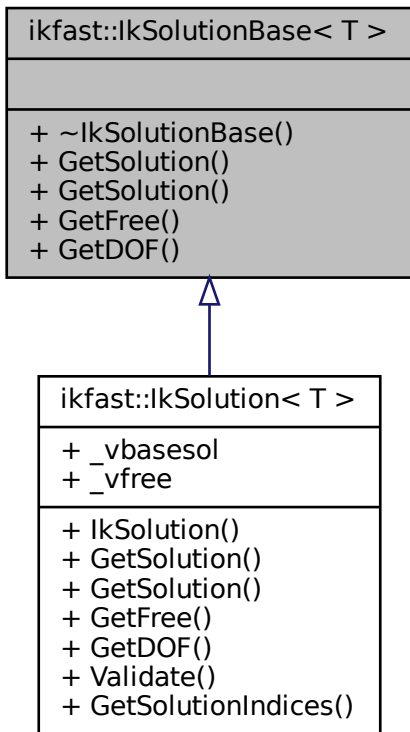 ikfast::IkSolutionBase< T >
+ ~IkSolutionBase()
+ GetSolution()
+ GetSolution()
+ GetFree()
+ GetDOF()
ikfast::IkSolution< T >
+ _vbasesol
+ _vfree
+ IkSolution()
+ GetSolution()
+ GetSolution()
+ GetFree()
+ GetDOF()
+ Validate()
+ GetSolutionIndices()